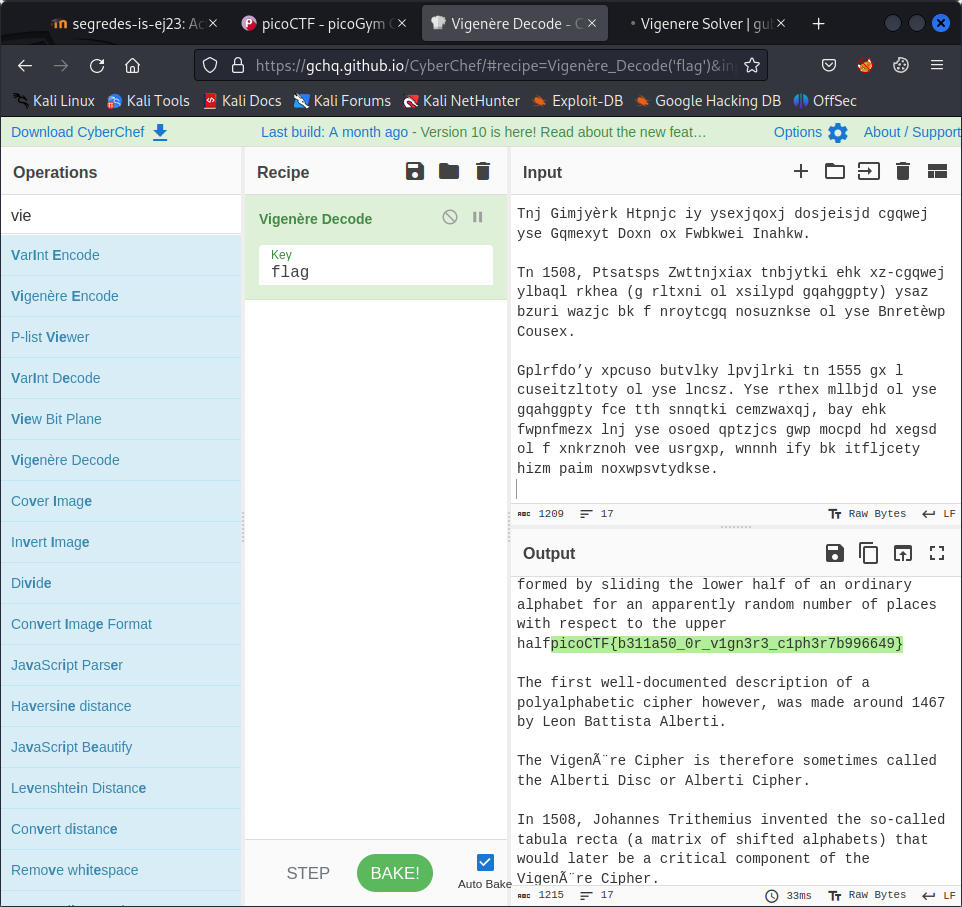 segredes-is-ej23: Ac
picoCTF - picoGym C
Vigenère Decode - C
Vigenere Solver | gu
https://gchq.github.io/CyberChef/#recipe=Vigenère_Decode('flag')&in
Kali Linux Kali Tools Kali Docs Kali Forums Kali NetHunter Exploit-DB Google Hacking DB OffSec
Download CyberChef
Last build: A month ago - Version 10 is here! Read about the new feat…
Options
About / Support
Operations
vie
VarInt Encode
Vigenère Encode
P-list Viewer
VarInt Decode
View Bit Plane
Vigenère Decode
Cover Image
Invert Image
Divide
Convert Image Format
JavaScript Parser
Haversine distance
JavaScript Beautify
Levenshtein Distance
Convert distance
Remove whitespace
Recipe
Vigenère Decode
Key
flag
STEP
BAKE!
Auto Bake
Input
Tnj Gimjyèrk Htpnjc iy ysexjqoxj dosjeisjd cgqwej
yse Gqmexyt Doxn ox Fwbkwei Inahkw.
Tn 1508, Ptsatsps Zwttnjxiax tnbjytki ehk xz-cgqwej
ylbaql rkhea (g rltxni ol xsilypd gqahggpty) ysaz
bzuri wazjc bk f nroytcgq nosuznkse ol yse Bnretèwp
Cousex.
Gplrfdo’y xpcuso butvlky lpvjlrki tn 1555 gx l
cuseitzltoty ol yse lncsz. Yse rthex mllbjd ol yse
gqahggpty fce tth snnqtki cemzwaxqj, bay ehk
fwpnfmezx lnj yse osoed qptzjcs gwp mocpd hd xegsd
ol f xnkrznoh vee usrgxp, wnnnh ify bk itfljcety
hizm paim noxwpsvtydkse.
ABC 1209 17
Raw Bytes LF
Output
formed by sliding the lower half of an ordinary
alphabet for an apparently random number of places
with respect to the upper
halfpicoCTF{b311a50_0r_v1gn3r3_c1ph3r7b996649}
The first well-documented description of a
polyalphabetic cipher however, was made around 1467
by Leon Battista Alberti.
The VigenÃ¨re Cipher is therefore sometimes called
the Alberti Disc or Alberti Cipher.
In 1508, Johannes Trithemius invented the so-called
tabula recta (a matrix of shifted alphabets) that
would later be a critical component of the
VigenÃ¨re Cipher.
ABC 1215 17
33ms Raw Bytes LF